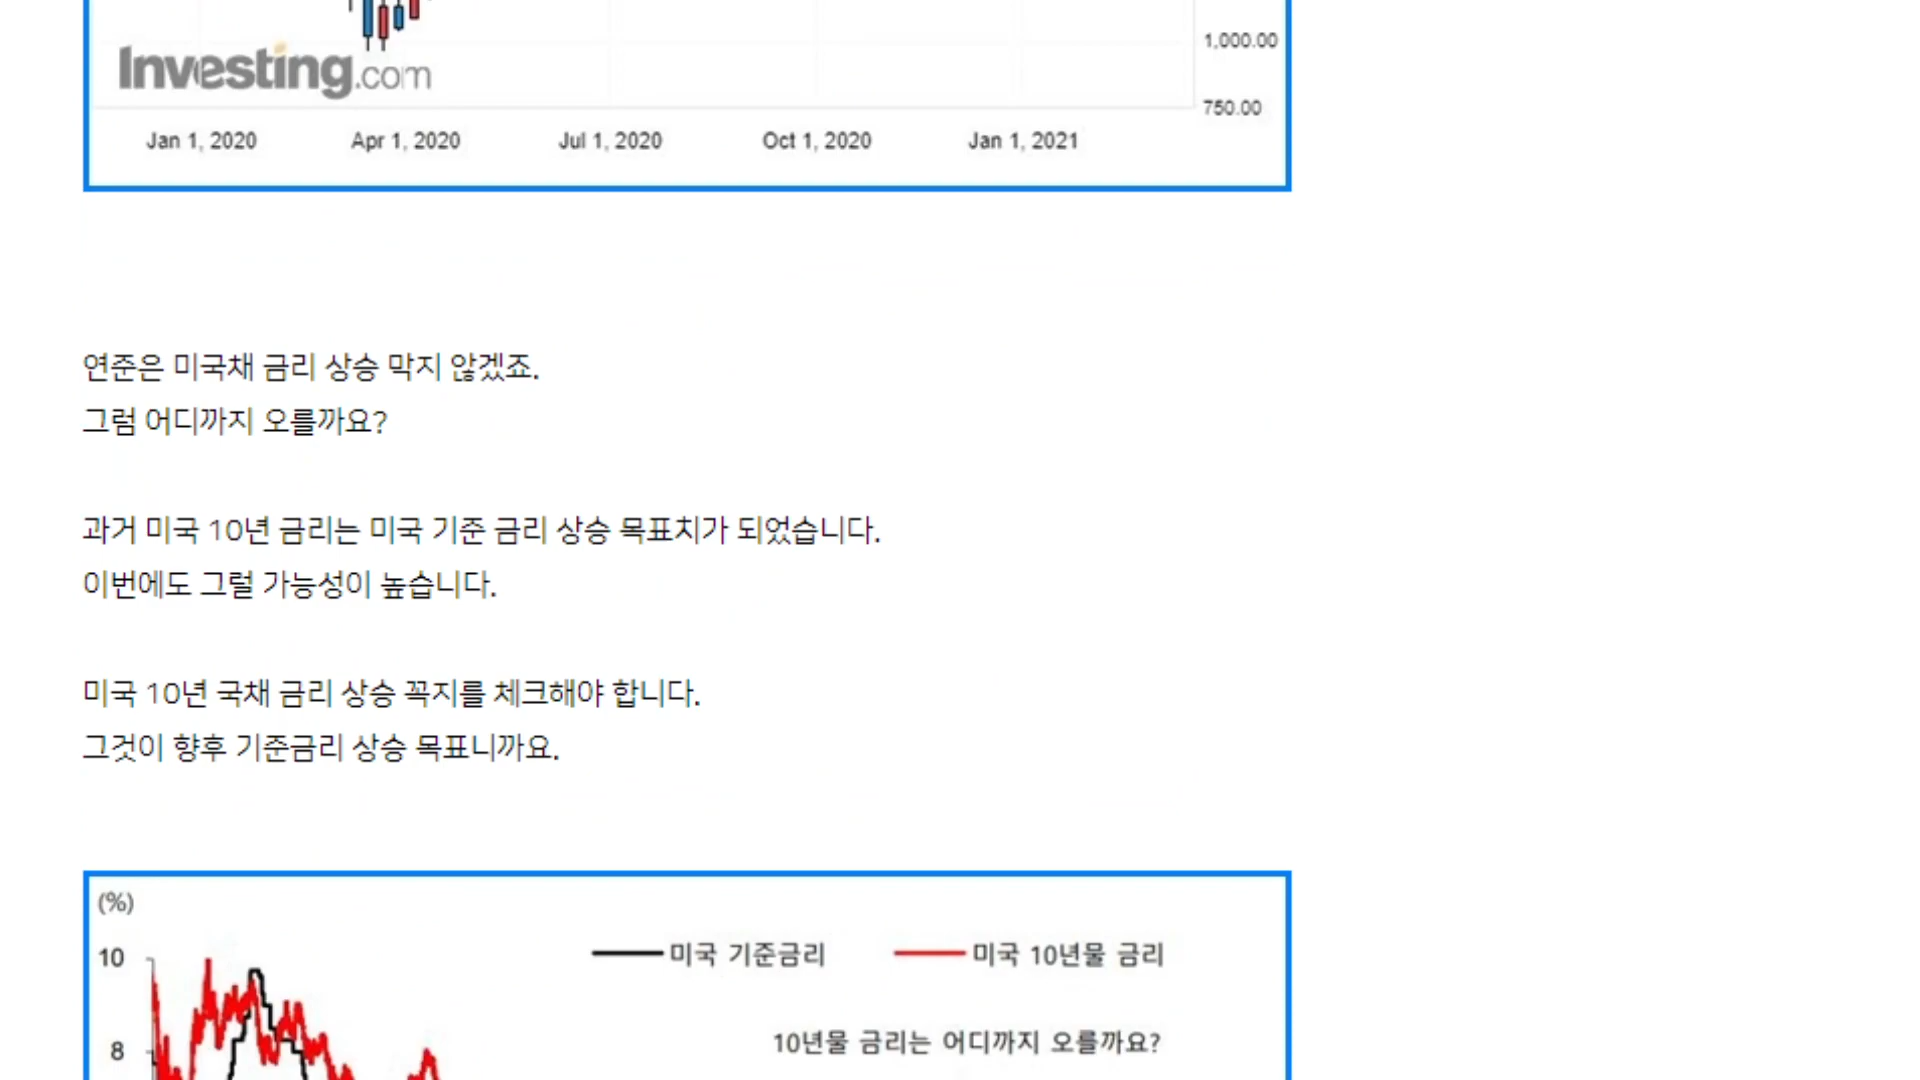 1,000.00
Investing.com
750.00
Jan 1, 2020 Apr 1, 2020 Jul 1, 2020 Oct 1, 2020 Jan 1, 2021
연준은 미국채 금리 상승 막지 않겠죠.
그럼 어디까지 오를까요?
과거 미국 10년 금리는 미국 기준 금리 상승 목표치가 되었습니다.
이번에도 그럴 가능성이 높습니다.
미국 10년 국채 금리 상승 꼭지를 체크해야 합니다.
그것이 향후 기준금리 상승 목표니까요.
(%)
10 미국 기준금리 미국 10년물 금리
8 10년물 금리는 어디까지 오를까요?